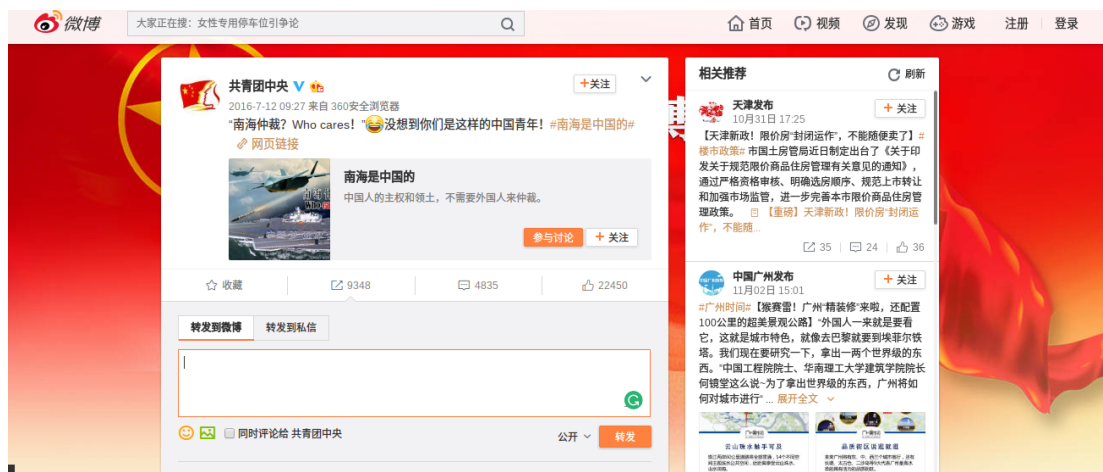 微博
大家正在搜：女性专用停车位引争论
首页 视频 发现 游戏 注册 登录
共青团中央
+关注
2016-7-12 09:27 来自 360安全浏览器
“南海仲裁？Who cares！”没想到你们是这样的中国青年！#南海是中国的#
网页链接
南海是中国的
中国人的主权和领土，不需要外国人来仲裁。
参与讨论 + 关注
收藏 9348 4835 22450
转发到微博 转发到私信
同时评论给 共青团中央
公开 转发
相关推荐 刷新
天津发布
+ 关注
10月31日 17:25
【天津新政！限价房“封闭运作”，不能随便卖了】#
楼市政策# 市国土房管局近日制定出台了《关于印
发关于规范限价商品住房管理有关意见的通知》，
通过严格资格审核、明确选房顺序、规范上市转让
和加强市场监管，进一步完善本市限价商品住房管
理政策。 【重磅】天津新政！限价房“封闭运
作”，不能随...
35 24 36
中国广州发布
+ 关注
11月02日 15:01
#广州时间#【猴赛雷！广州“精装修”来啦，还配置
100公里的超美景观公路】“外国人一来就是要看
它，这就是城市特色，就像去巴黎就要到埃菲尔铁
塔。我们现在要研究一下，拿出一两个世界级的东
西。”中国工程院院士、华南理工大学建筑学院院长
何镜堂这么说~为了拿出世界级的东西，广州将如
何对城市进行” ... 展开全文
云山珠水触手可及
品质街区逛逛就逛